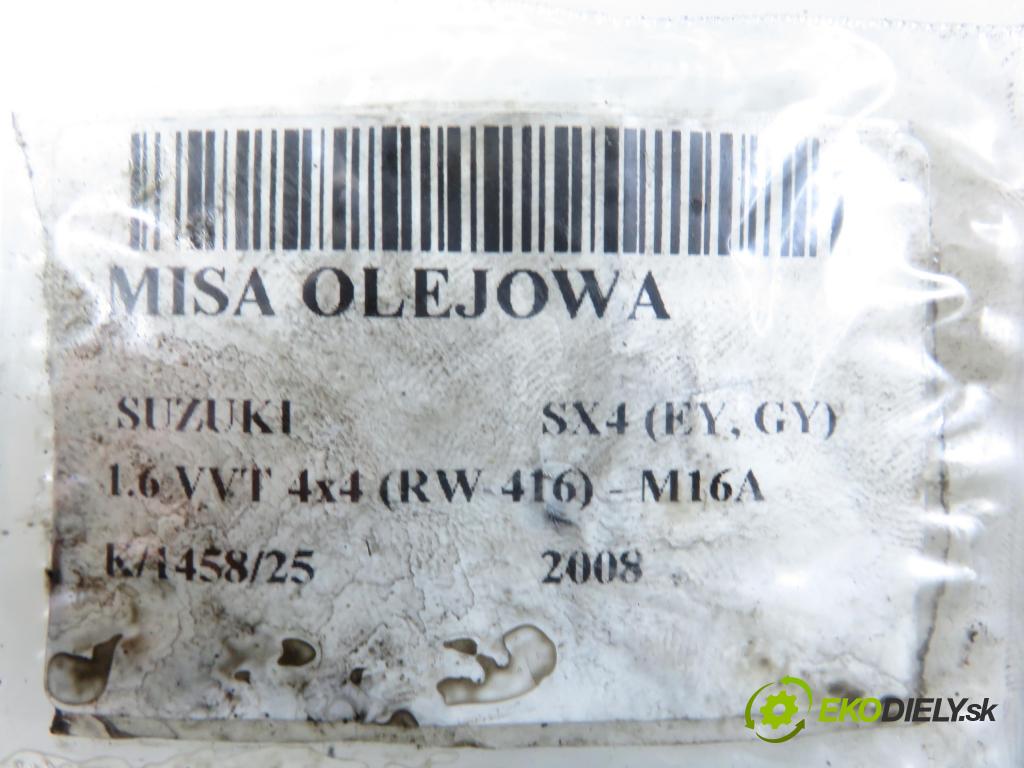 MISA OLEJOWA
SUZUKI SX4 (EY, GY)
1.6 VVT 4x4 (RW 416) - M16A
K/1458/25 2008
EKODIELY.sk